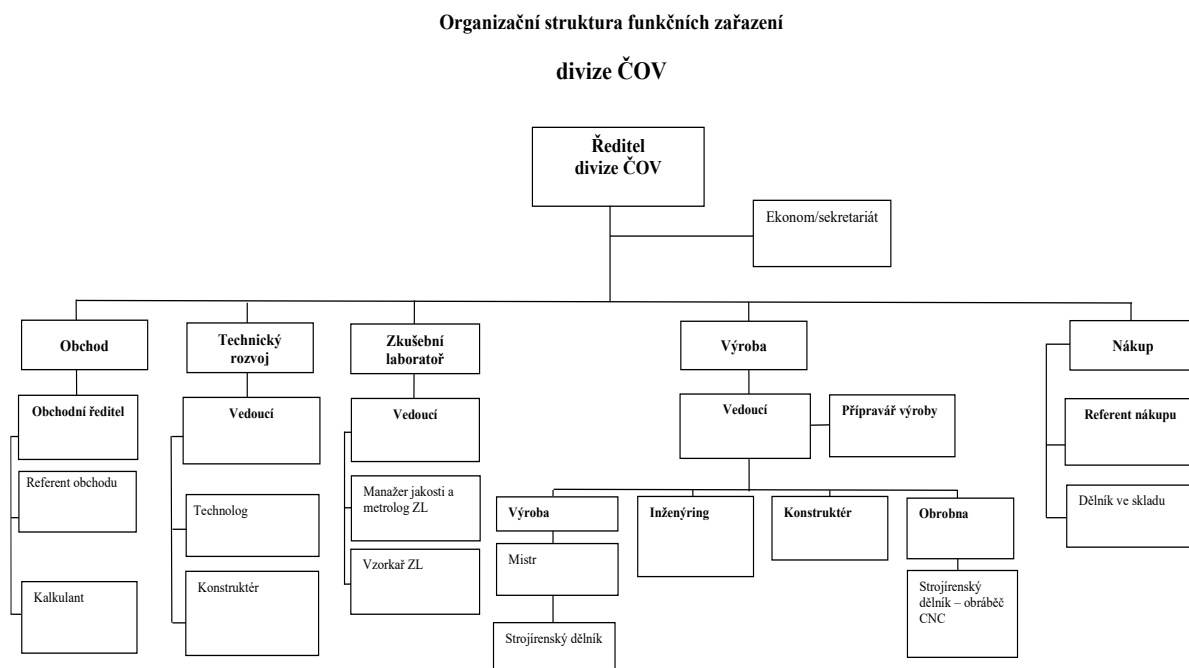 Organizační struktura funkčních zařazení
divize ČOV
Ředitel
divize ČOV
Ekonom/sekretariát
Obchod
Technický
rozvoj
Zkušební
laboratoř
Výroba
Nákup
Obchodní ředitel
Vedoucí
Vedoucí
Vedoucí
Přípravář výroby
Referent nákupu
Referent obchodu
Technolog
Manažer jakosti a
metrolog ZL
Výroba
Inženýring
Konstruktér
Obrobna
Dělník ve skladu
Kalkulant
Konstruktér
Vzorkař ZL
Mistr
Strojírenský
dělník – obráběč
CNC
Strojírenský dělník